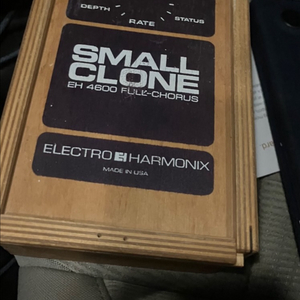 DEPTH
RATE
STATUS
SMALL
CLONE
EH 4600 FULL-CHORUS
ELECTRO HARMONIX
MADE IN USA